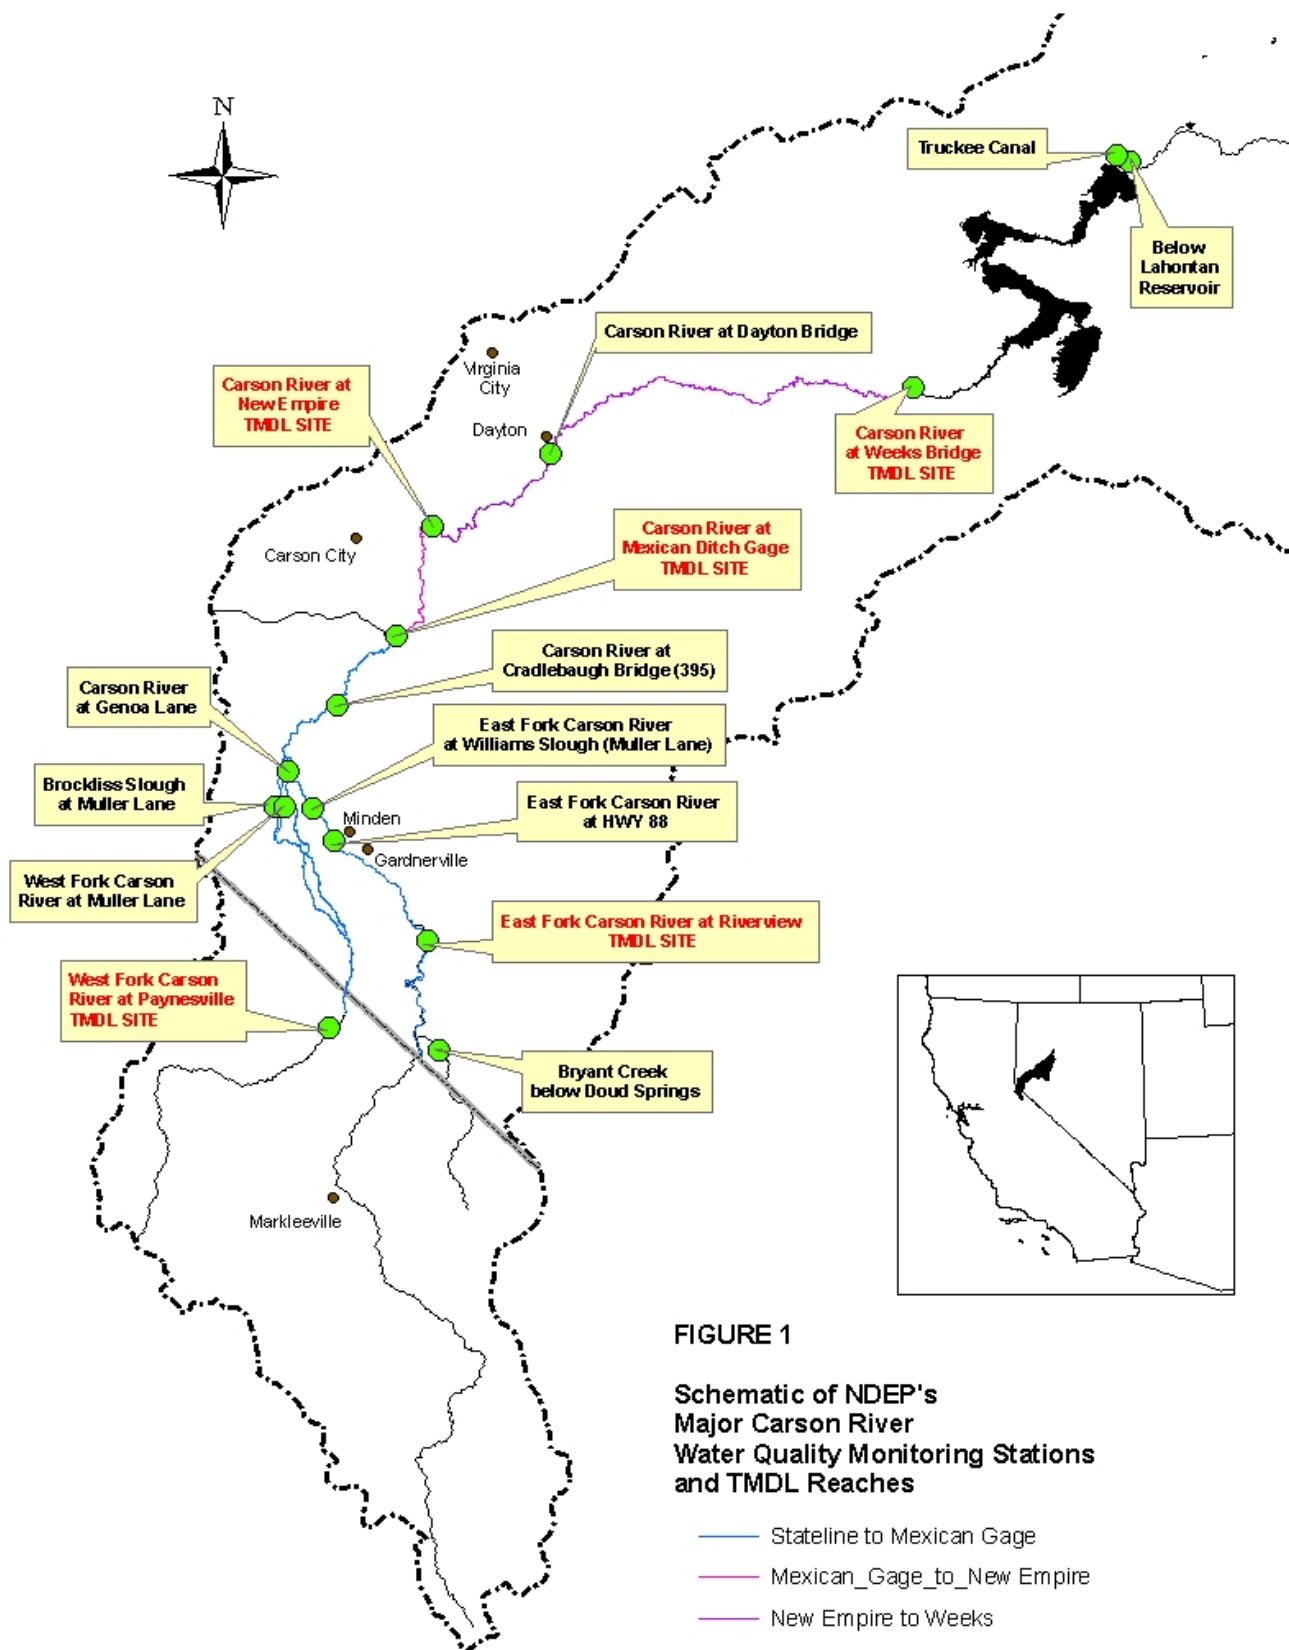 N
Truckee Canal
Below
Lahontan
Reservoir
Carson River at Dayton Bridge
Virginia
City
Carson River at
New Empire
TMDL SITE
Dayton
Carson River
at Weeks Bridge
TMDL SITE
Carson City
Carson River at
Mexican Ditch Gage
TMDL SITE
Carson River at
Cradlebaugh Bridge (395)
Carson River
at Genoa Lane
East Fork Carson River
at Williams Slough (Muller Lane)
Brockliss Slough
at Muller Lane
East Fork Carson River
at HWY 88
Minden
Gardnerville
West Fork Carson
River at Muller Lane
East Fork Carson River at Riverview
TMDL SITE
West Fork Carson
River at Paynesville
TMDL SITE
Bryant Creek
below Doud Springs
Markleeville
FIGURE 1
Schematic of NDEP's
Major Carson River
Water Quality Monitoring Stations
and TMDL Reaches
Stateline to Mexican Gage
Mexican_Gage_to_New Empire
New Empire to Weeks